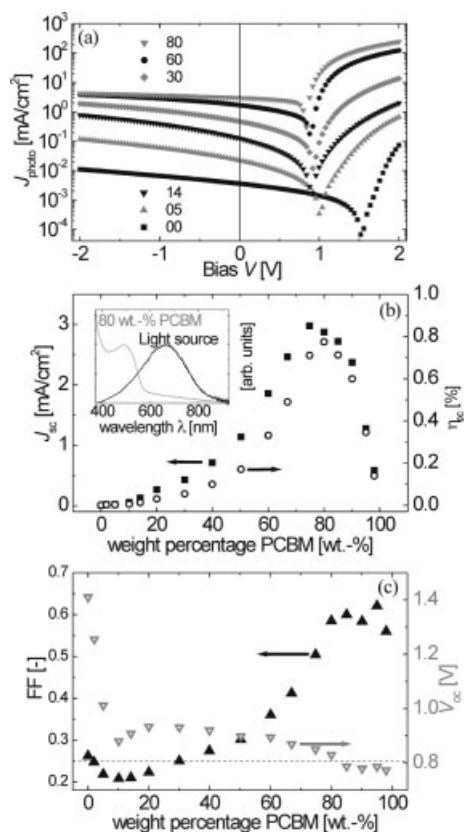 (a)
80
60
30
14
05
00
J_photo [mA/cm²]
10³
10²
10¹
10⁰
10⁻¹
10⁻²
10⁻³
10⁻⁴
-2 -1 0 1 2
Bias V [V]
(b)
80 wt.-% PCBM
Light source
400 600 800
wavelength λ [nm]
[arb. units]
J_sc [mA/cm²]
3
2
1
0
1.0
0.8
0.6
0.4
0.2
0.0
0 20 40 60 80 100
weight percentage PCBM [wt.-%]
(c)
FF [-]
0.7
0.6
0.5
0.4
0.3
0.2
1.4
1.2
1.0
0.8
V_oc [V]
0 20 40 60 80 100
weight percentage PCBM [wt.-%]